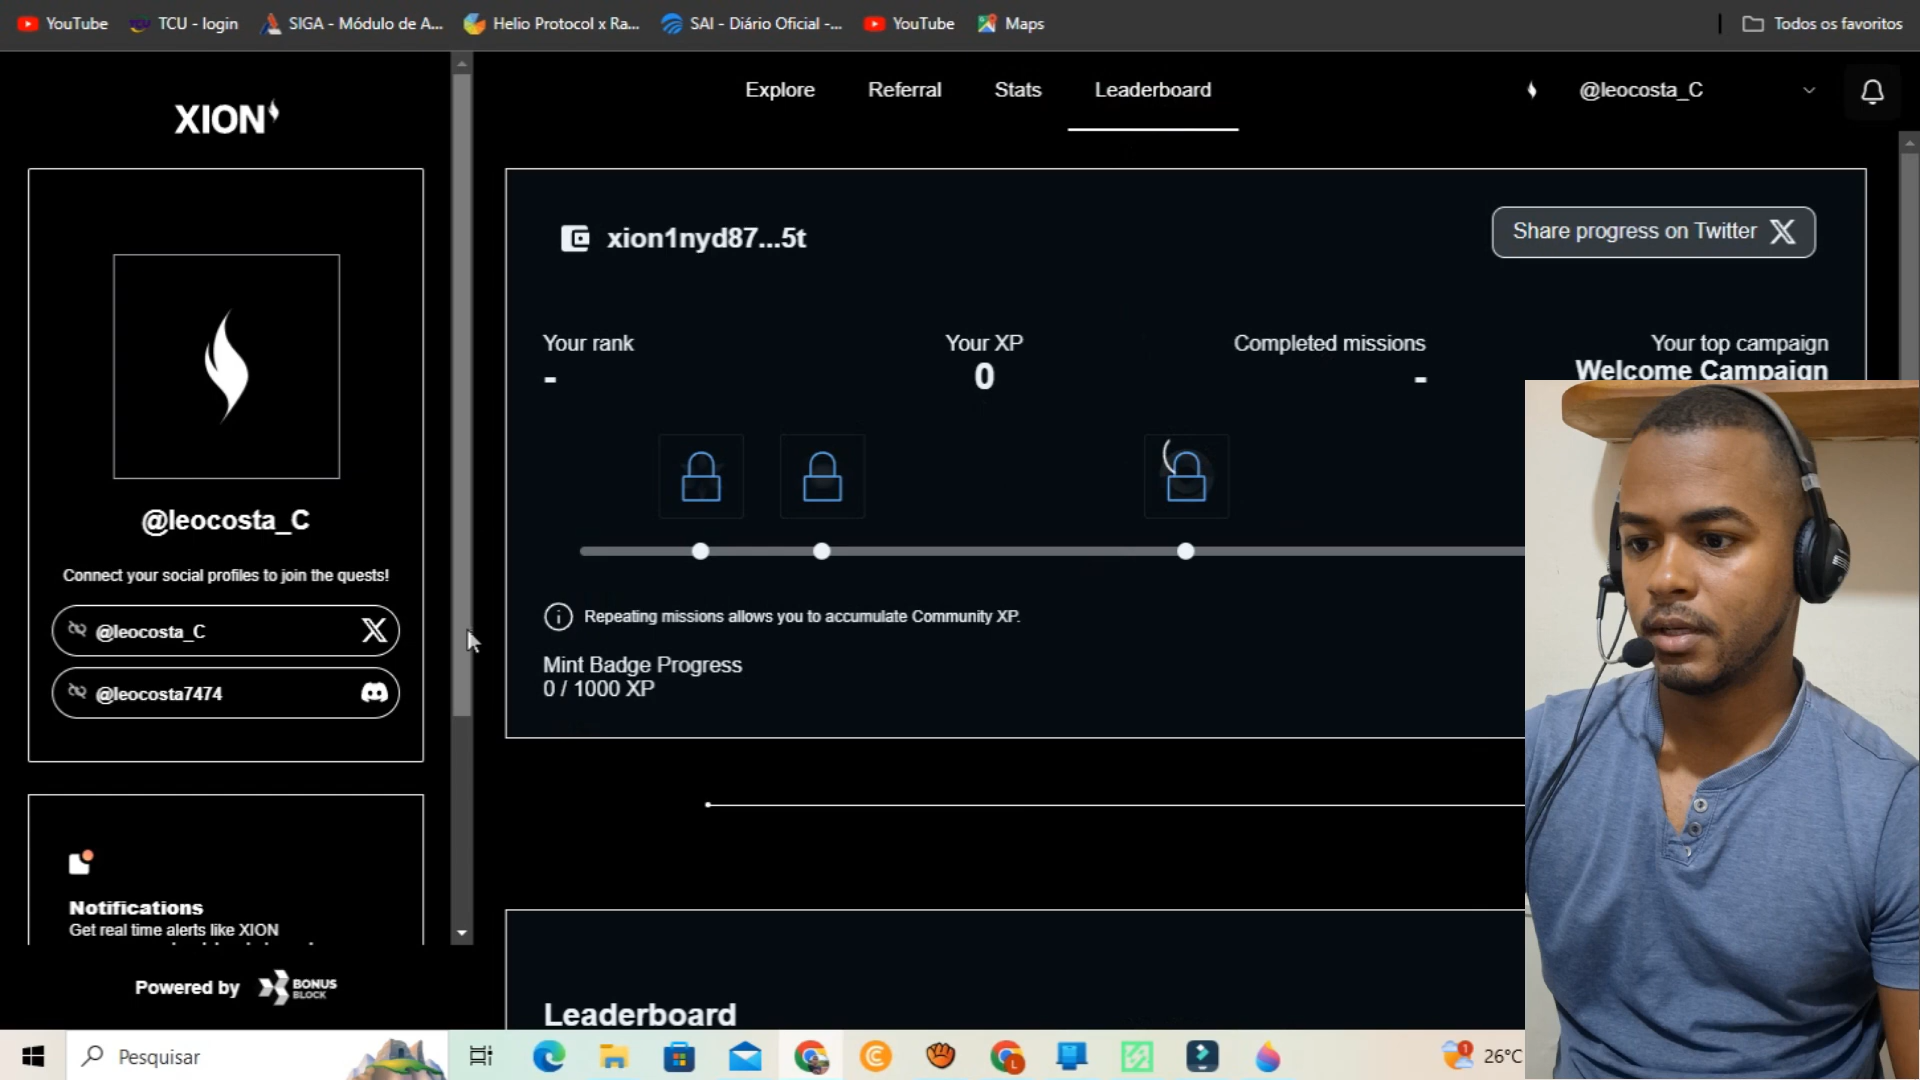 YouTube TCU - login SIGA - Módulo de A... Helio Protocol x Ra... SAI - Diário Oficial -... YouTube Maps Todos os favoritos
XION
Explore Referral Stats Leaderboard @leocosta_C
@leocosta_C
Connect your social profiles to join the quests!
@leocosta_C
@leocosta7474
Notifications
Get real time alerts like XION
Powered by BONUS
BLOCK
xion1nyd87...5t
Share progress on Twitter
Your rank
-
Your XP
0
Completed missions
-
Your top campaign
Welcome Campaign
Repeating missions allows you to accumulate Community XP.
Mint Badge Progress
0 / 1000 XP
Leaderboard
Pesquisar
26°C